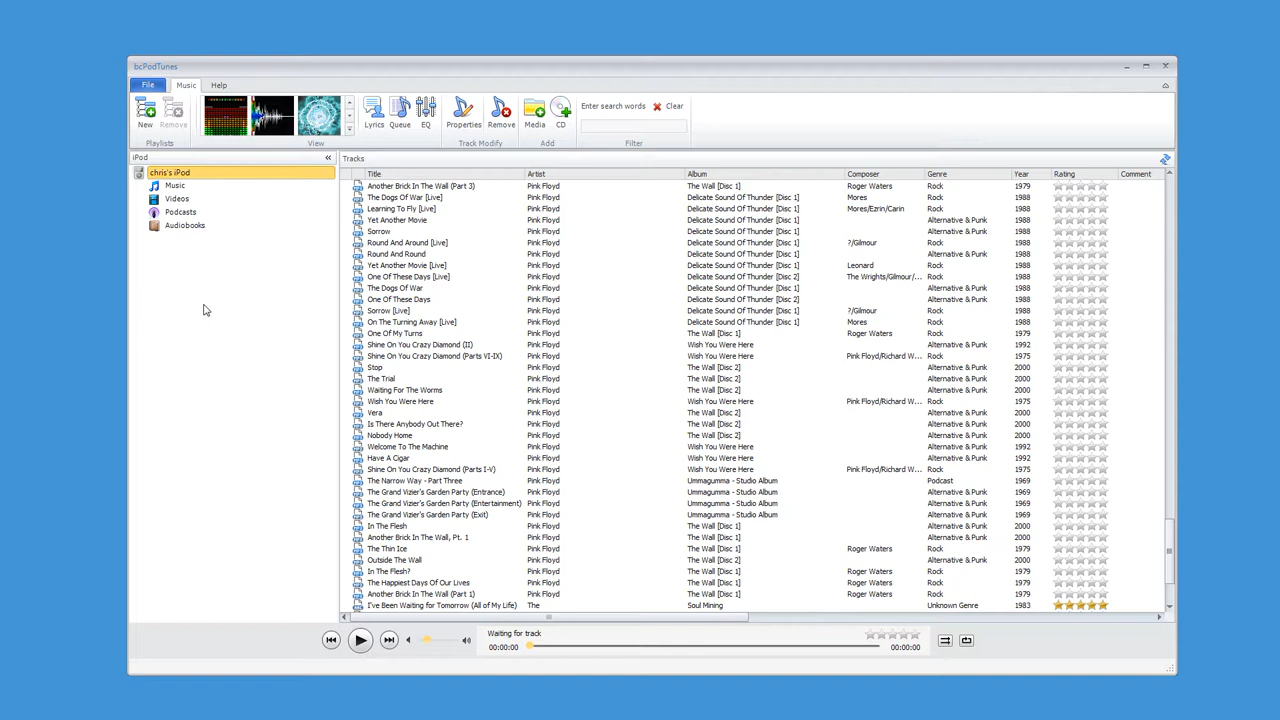 bcPodTunes
File Music Help
New Remove Lyrics Queue EQ Properties Remove Media CD Enter search words Clear
Playlists View Track Modify Add Filter
iPod « Tracks
chris's iPod
Music
Videos
Podcasts
Audiobooks
Title Artist Album Composer Genre Year Rating Comment
Another Brick In The Wall (Part 3) Pink Floyd The Wall [Disc 1] Roger Waters Rock 1979
The Dogs Of War [Live] Pink Floyd Delicate Sound Of Thunder [Disc 1] Mores Rock 1988
Learning To Fly [Live] Pink Floyd Delicate Sound Of Thunder [Disc 1] Mores/Ezrin/Carin Rock 1988
Yet Another Movie Pink Floyd Delicate Sound Of Thunder [Disc 1] Alternative & Punk 1988
Sorrow Pink Floyd Delicate Sound Of Thunder [Disc 1] Alternative & Punk 1988
Round And Around [Live] Pink Floyd Delicate Sound Of Thunder [Disc 1] ?/Gilmour Rock 1988
Round And Around Pink Floyd Delicate Sound Of Thunder [Disc 1] Alternative & Punk 1988
Yet Another Movie [Live] Pink Floyd Delicate Sound Of Thunder [Disc 1] Leonard Rock 1988
One Of These Days [Live] Pink Floyd Delicate Sound Of Thunder [Disc 2] The Wrights/Gilmour/... Rock 1988
The Dogs Of War Pink Floyd Delicate Sound Of Thunder [Disc 1] Alternative & Punk 1988
One Of These Days Pink Floyd Delicate Sound Of Thunder [Disc 2] Alternative & Punk 1988
Sorrow [Live] Pink Floyd Delicate Sound Of Thunder [Disc 1] ?/Gilmour Rock 1988
On The Turning Away [Live] Pink Floyd Delicate Sound Of Thunder [Disc 1] Mores Rock 1988
One Of My Turns Pink Floyd The Wall [Disc 1] Roger Waters Rock 1979
Shine On You Crazy Diamond (II) Pink Floyd Wish You Were Here Alternative & Punk 1992
Shine On You Crazy Diamond (Parts VI-IX) Pink Floyd Wish You Were Here Pink Floyd/Richard W... Rock 1975
Stop Pink Floyd The Wall [Disc 2] Alternative & Punk 2000
The Trial Pink Floyd The Wall [Disc 2] Alternative & Punk 2000
Waiting For The Worms Pink Floyd The Wall [Disc 2] Alternative & Punk 2000
Wish You Were Here Pink Floyd Wish You Were Here Pink Floyd/Richard W... Rock 1975
Vera Pink Floyd The Wall [Disc 2] Alternative & Punk 2000
Is There Anybody Out There? Pink Floyd The Wall [Disc 2] Alternative & Punk 2000
Nobody Home Pink Floyd The Wall [Disc 2] Alternative & Punk 2000
Welcome To The Machine Pink Floyd Wish You Were Here Alternative & Punk 1992
Have A Cigar Pink Floyd Wish You Were Here Alternative & Punk 1992
Shine On You Crazy Diamond (Parts I-V) Pink Floyd Wish You Were Here Pink Floyd/Richard W... Rock 1975
The Narrow Way - Part Three Pink Floyd Ummagumma - Studio Album Podcast 1969
The Grand Vizier's Garden Party (Entrance) Pink Floyd Ummagumma - Studio Album Alternative & Punk 1969
The Grand Vizier's Garden Party (Entertainment) Pink Floyd Ummagumma - Studio Album Alternative & Punk 1969
The Grand Vizier's Garden Party (Exit) Pink Floyd Ummagumma - Studio Album Alternative & Punk 1969
In The Flesh Pink Floyd The Wall [Disc 1] Alternative & Punk 2000
Another Brick In The Wall, Pt. 1 Pink Floyd The Wall [Disc 1] Alternative & Punk 2000
The Thin Ice Pink Floyd The Wall [Disc 1] Roger Waters Rock 1979
Outside The Wall Pink Floyd The Wall [Disc 2] Alternative & Punk 2000
In The Flesh? Pink Floyd The Wall [Disc 1] Roger Waters Rock 1979
The Happiest Days Of Our Lives Pink Floyd The Wall [Disc 1] Roger Waters Rock 1979
Another Brick In The Wall (Part 1) Pink Floyd The Wall [Disc 1] Roger Waters Rock 1979
I've Been Waiting for Tomorrow (All of My Life) The Soul Mining Unknown Genre 1983
Waiting for track
00:00:00 00:00:00